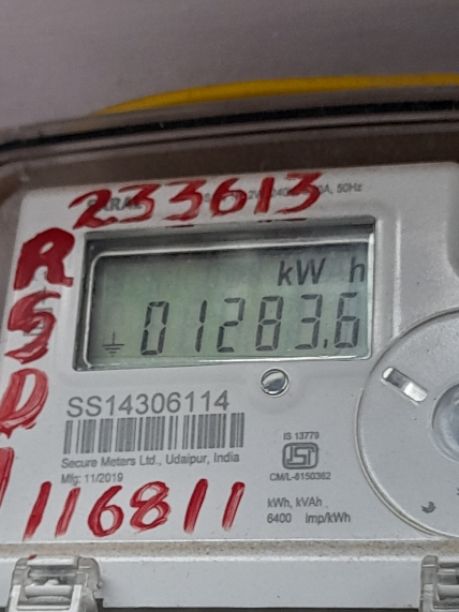 233613
50Hz
RSD
kW h
01283.6
SS14306114
IS 13779
Secure Meters Ltd., Udaipur, India
CM/L-8150362
Mfg: 11/2019
116811
kWh, kVAh
6400 imp/kWh